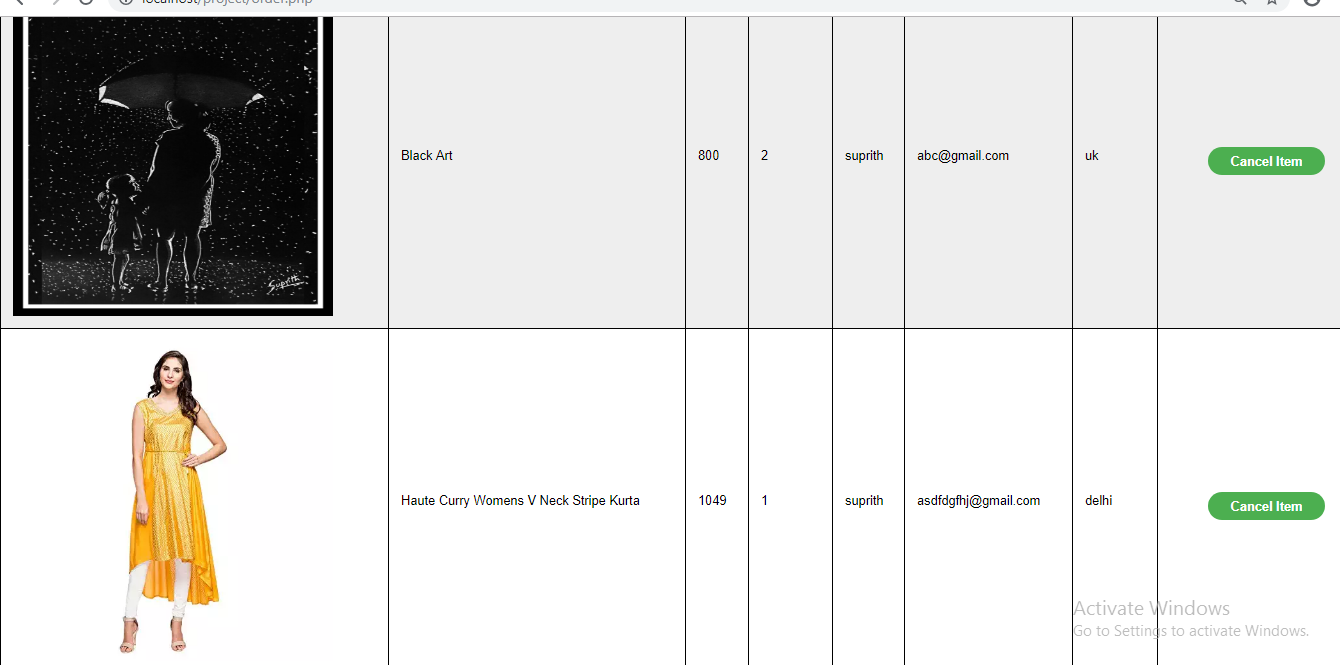 localhost/project/order.php
Suprith
Black Art 800 2 suprith abc@gmail.com uk Cancel Item
Haute Curry Womens V Neck Stripe Kurta 1049 1 suprith asdfdgfhj@gmail.com delhi Cancel Item
Activate Windows
Go to Settings to activate Windows.